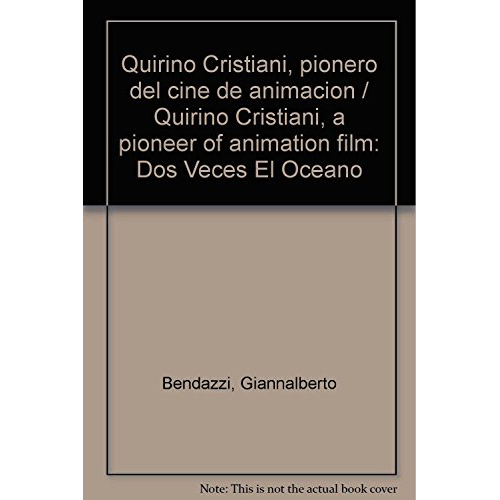 Quirino Cristiani, pionero
del cine de animacion /
Quirino Cristiani, a
pioneer of animation film:
Dos Veces El Oceano
Bendazzi, Giannalberto
Note: This is not the actual book cover